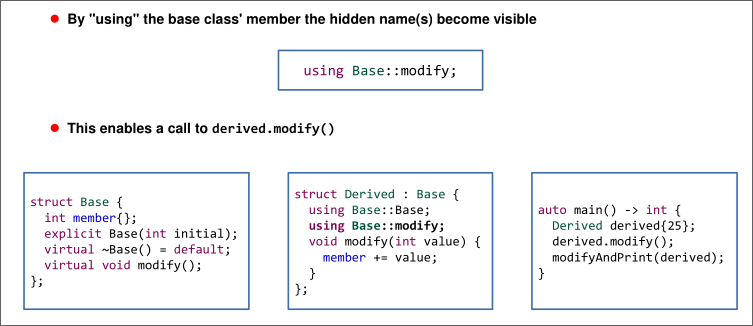 By "using" the base class' member the hidden name(s) become visible
using Base::modify;
This enables a call to derived.modify()
struct Base {
  int member{};
  explicit Base(int initial);
  virtual ~Base() = default;
  virtual void modify();
};
struct Derived : Base {
  using Base::Base;
  using Base::modify;
  void modify(int value) {
    member += value;
  }
};
auto main() -> int {
  Derived derived{25};
  derived.modify();
  modifyAndPrint(derived);
}